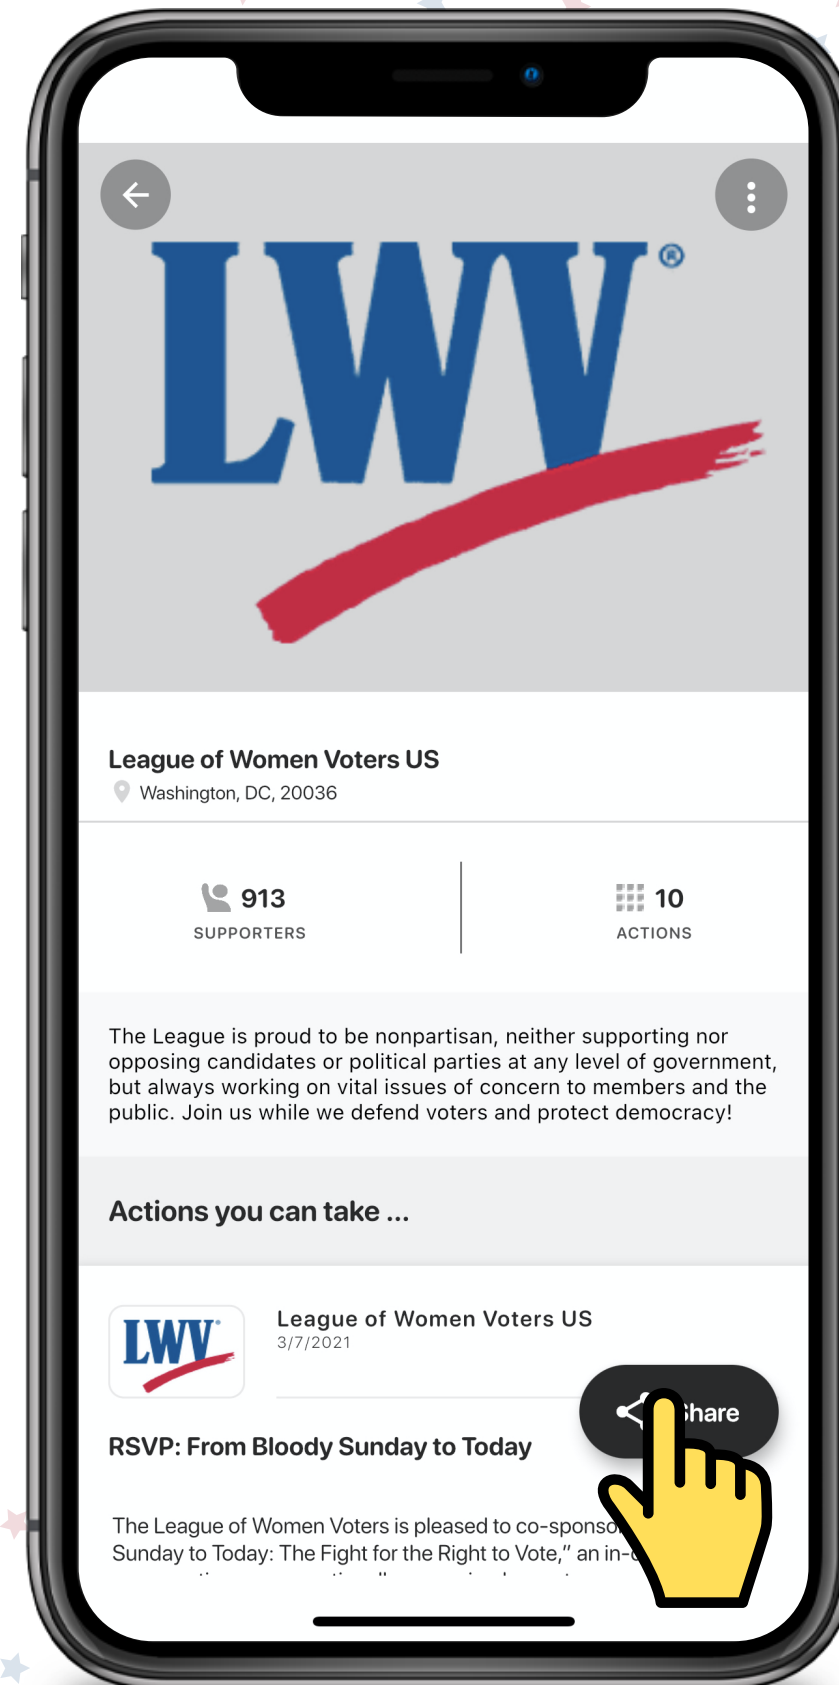 LWV®
League of Women Voters US
Washington, DC, 20036
913
SUPPORTERS
10
ACTIONS
The League is proud to be nonpartisan, neither supporting nor
opposing candidates or political parties at any level of government,
but always working on vital issues of concern to members and the
public. Join us while we defend voters and protect democracy!
Actions you can take ...
LWV
League of Women Voters US
3/7/2021
Share
RSVP: From Bloody Sunday to Today
The League of Women Voters is pleased to co-sponso
Sunday to Today: The Fight for the Right to Vote,” an in-